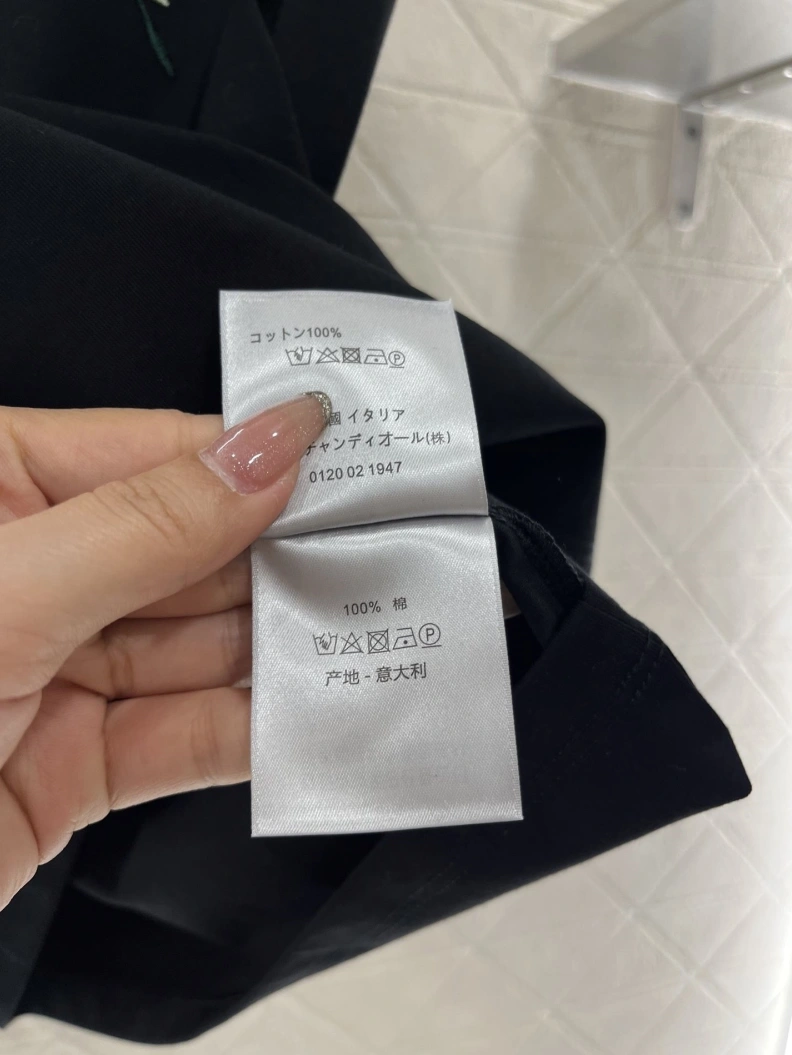 コットン100%
國 イタリア
チャンディオール(株)
0120 02 1947
100% 棉
产地 - 意大利